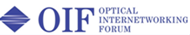 OIF OPTICAL
INTERNETWORKING
FORUM